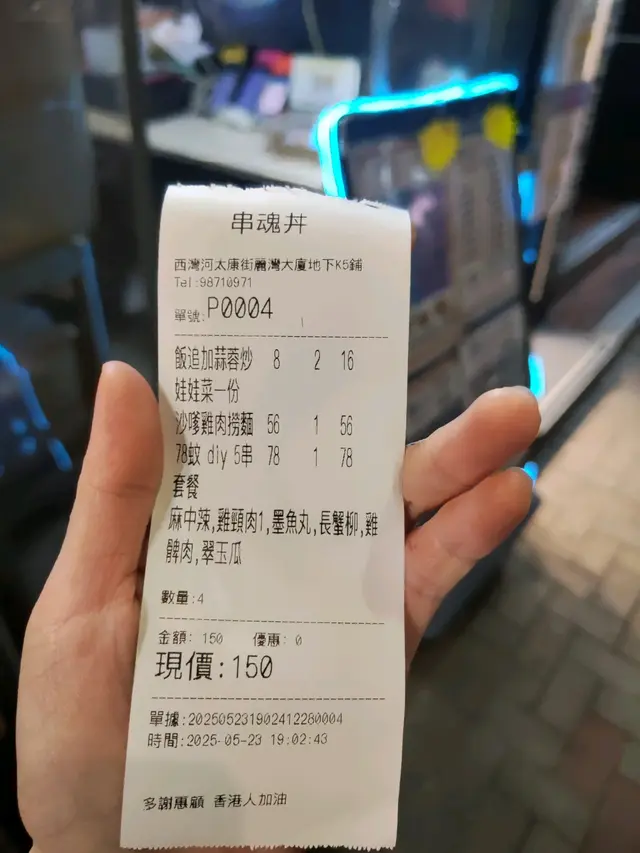 串魂丼
西灣河太康街麗灣大廈地下K5鋪
Tel:98710971
單號:P0004
飯追加蒜蓉炒 8 2 16
娃娃菜一份
沙嗲雞肉撈麵 56 1 56
78蚊 diy 5串 78 1 78
套餐
麻中辣,雞頸肉1,墨魚丸,長蟹柳,雞
髀肉,翠玉瓜
數量:4
金額: 150 優惠: 0
現價:150
單據:202505231902412280004
時間:2025-05-23 19:02:43
多謝惠顧 香港人加油